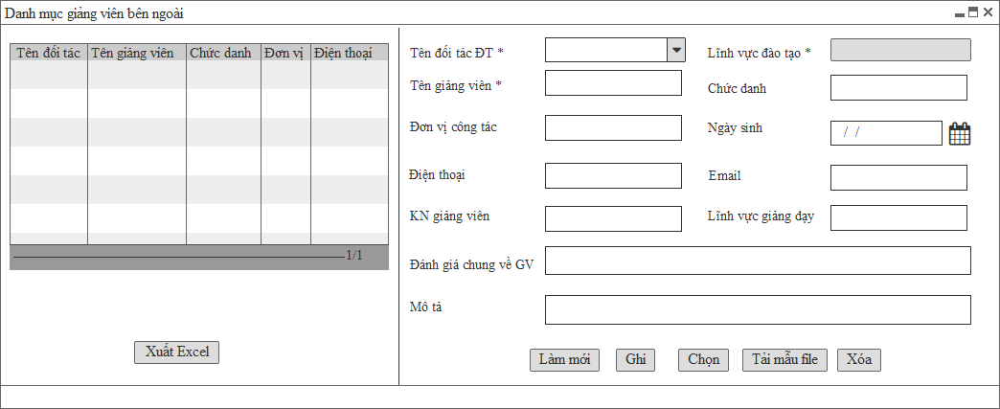 Danh mục giảng viên bên ngoài
Tên đối tác Tên giảng viên Chức danh Đơn vị Điện thoại
1/1
Xuất Excel
Tên đối tác ĐT * Lĩnh vực đào tạo *
Tên giảng viên * Chức danh
Đơn vị công tác Ngày sinh / /
Điện thoại Email
KN giảng viên Lĩnh vực giảng dạy
Đánh giá chung về GV
Mô tả
Làm mới Ghi Chọn Tải mẫu file Xóa